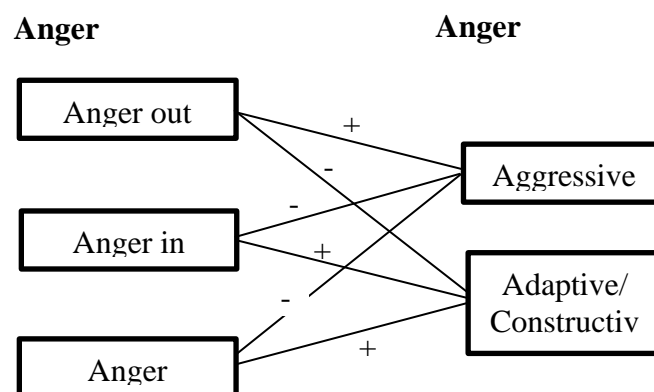 Anger
Anger
Anger out
+
-
Aggressive
-
Anger in
+
Adaptive/
Constructiv
-
+
Anger